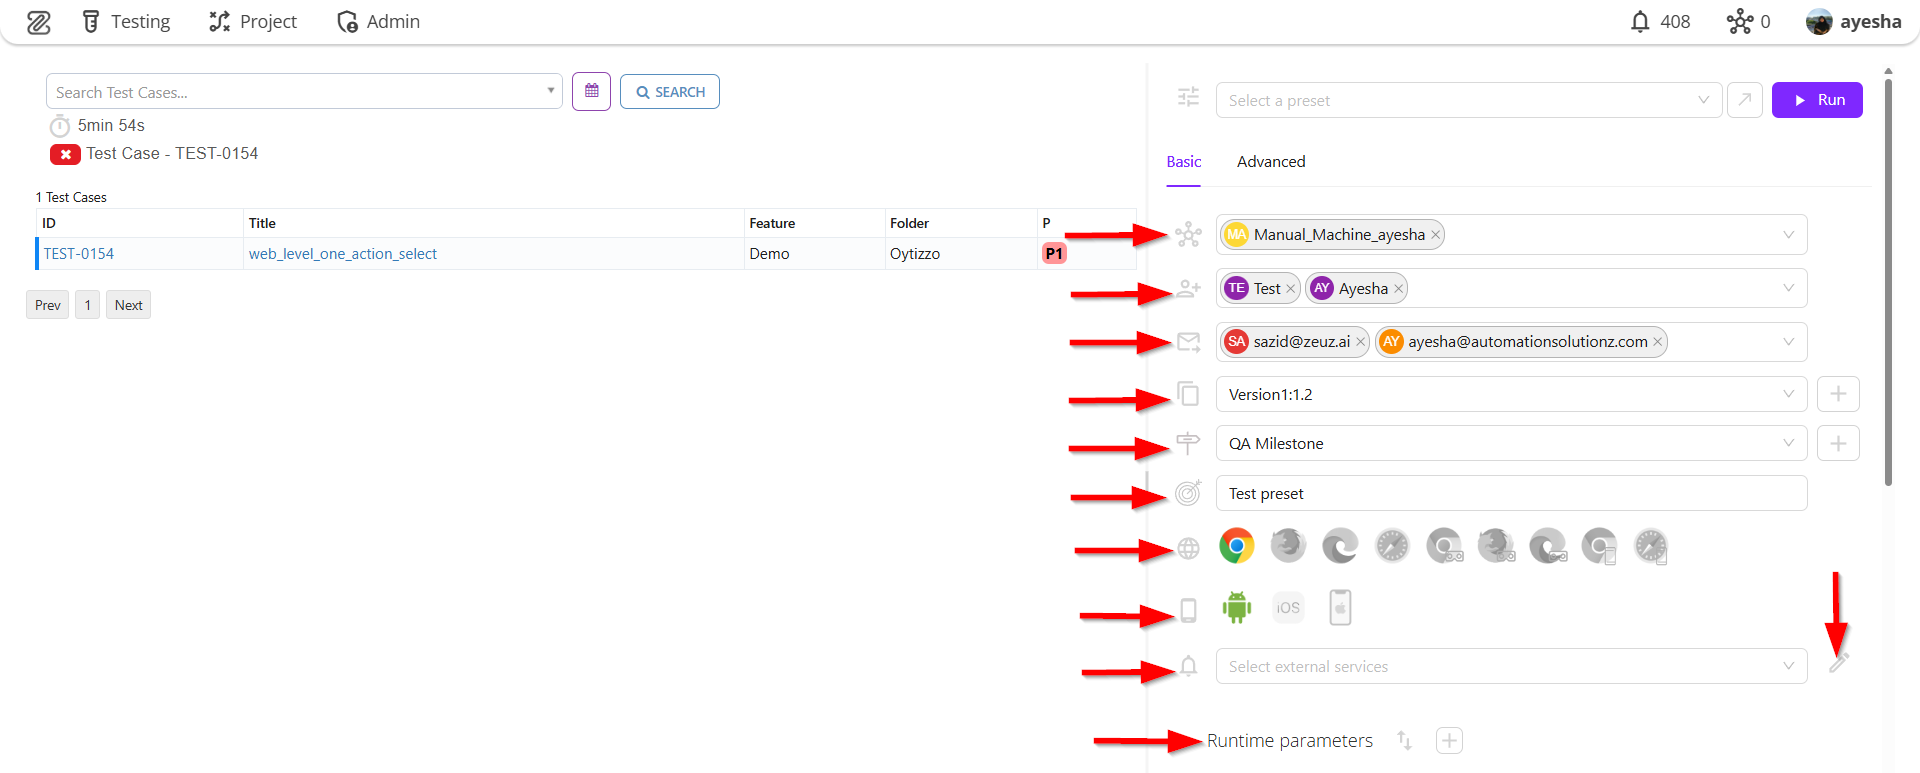 Testing Project Admin 408 0 ayesha
Search Test Cases... SEARCH
5min 54s
Test Case - TEST-0154
1 Test Cases
ID Title Feature Folder P
TEST-0154 web_level_one_action_select Demo Oytizzo P1
Prev 1 Next
Select a preset Run
Basic Advanced
MA Manual_Machine_ayesha
TE Test AY Ayesha
SA sazid@zeuz.ai AY ayesha@automationsolutionz.com
Version1:1.2
QA Milestone
Test preset
iOS
Select external services
Runtime parameters